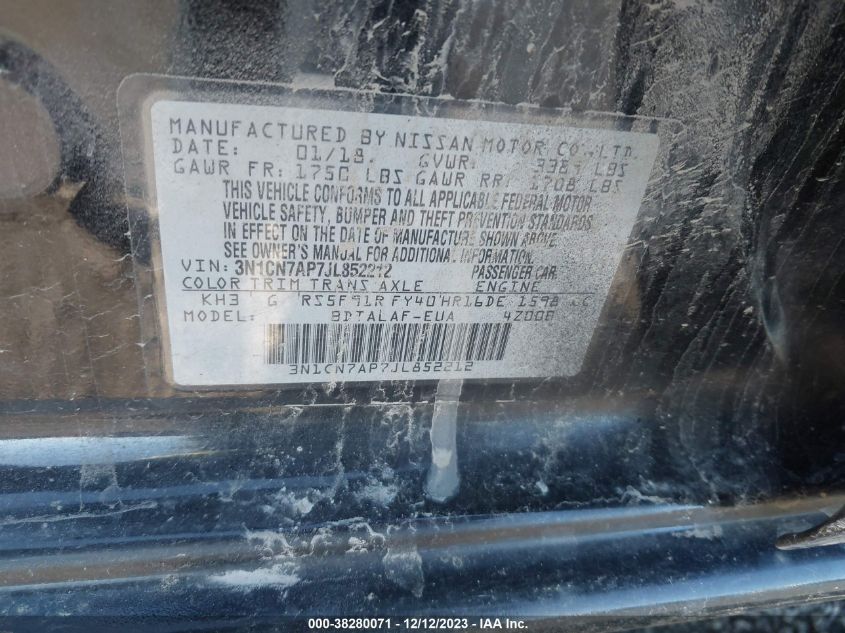 MANUFACTURED BY NISSAN MOTOR CO.,LTD.
DATE: 01/18. GVWR: 3389 LBS
GAWR FR: 1750 LBS GAWR RR: 1708 LBS
THIS VEHICLE CONFORMS TO ALL APPLICABLE FEDERAL MOTOR
VEHICLE SAFETY, BUMPER AND THEFT PREVENTION STANDARDS
IN EFFECT ON THE DATE OF MANUFACTURE SHOWN ABOVE.
SEE OWNER'S MANUAL FOR ADDITIONAL INFORMATION.
VIN: 3N1CN7AP7JL852212 PASSENGER CAR
COLOR TRIM TRANS AXLE ENGINE
KH3 G RS5F91R FY40 HR16DE 1598 CC
MODEL: BDTALAF-EUA 4Z000
3N1CN7AP7JL852212
000-38280071 - 12/12/2023 - IAA Inc.